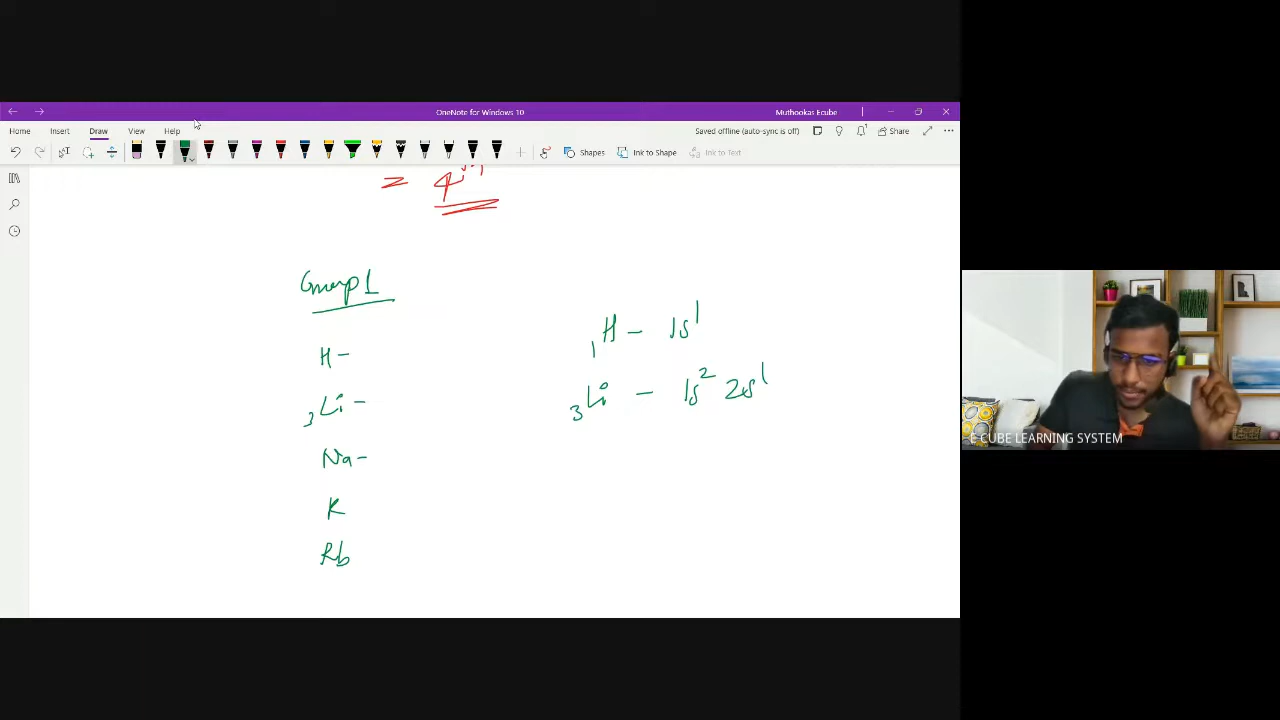 OneNote for Windows 10
Muthookas Ecube
Home Insert Draw View Help
Saved offline (auto-sync is off)
Share
Shapes
Ink to Shape
Ink to Text
=
Group 1
H -
3Li -
Na -
K
Rb
1H - 1s1
3Li - 1s2 2s1
E CUBE LEARNING SYSTEM